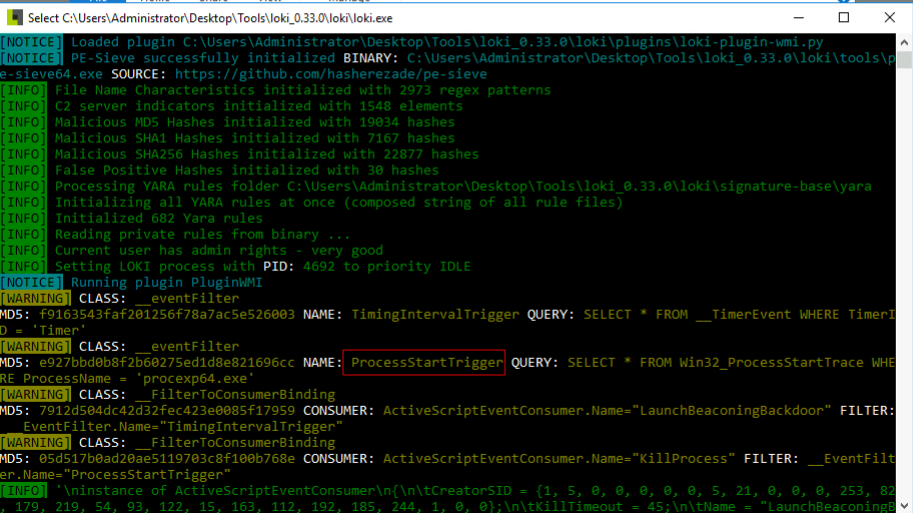 Select C:\Users\Administrator\Desktop\Tools\loki_0.33.0\loki\loki.exe
[NOTICE] Loaded plugin C:\Users\Administrator\Desktop\Tools\loki_0.33.0\loki\plugins\loki-plugin-wmi.py
[NOTICE] PE-Sieve successfully initialized BINARY: C:\Users\Administrator\Desktop\Tools\loki_0.33.0\loki\tools\p
e-sieve64.exe SOURCE: https://github.com/hasherezade/pe-sieve
[INFO] File Name Characteristics initialized with 2973 regex patterns
[INFO] C2 server indicators initialized with 1548 elements
[INFO] Malicious MD5 Hashes initialized with 19034 hashes
[INFO] Malicious SHA1 Hashes initialized with 7167 hashes
[INFO] Malicious SHA256 Hashes initialized with 22877 hashes
[INFO] False Positive Hashes initialized with 30 hashes
[INFO] Processing YARA rules folder C:\Users\Administrator\Desktop\Tools\loki_0.33.0\loki\signature-base\yara
[INFO] Initializing all YARA rules at once (composed string of all rule files)
[INFO] Initialized 682 Yara rules
[INFO] Reading private rules from binary ...
[INFO] Current user has admin rights - very good
[INFO] Setting LOKI process with PID: 4692 to priority IDLE
[NOTICE] Running plugin PluginWMI
[WARNING] CLASS: __eventFilter
MD5: f9163543faf201256f78a7ac5e526003 NAME: TimingIntervalTrigger QUERY: SELECT * FROM __TimerEvent WHERE TimerI
D = 'Timer'
[WARNING] CLASS: __eventFilter
MD5: e927bbd0b8f2b60275ed1d8e821696cc NAME: ProcessStartTrigger QUERY: SELECT * FROM Win32_ProcessStartTrace WHE
RE ProcessName = 'procexp64.exe'
[WARNING] CLASS: __FilterToConsumerBinding
MD5: 7912d504dc42d32fec423e0085f17959 CONSUMER: ActiveScriptEventConsumer.Name="LaunchBeaconingBackdoor" FILTER:
__EventFilter.Name="TimingIntervalTrigger"
[WARNING] CLASS: __FilterToConsumerBinding
MD5: 05d517b0ad20ae5119703c8f100b768e CONSUMER: ActiveScriptEventConsumer.Name="KillProcess" FILTER: __EventFilt
er.Name="ProcessStartTrigger"
[INFO] '\ninstance of ActiveScriptEventConsumer\n{\n\tCreatorSID = {1, 5, 0, 0, 0, 0, 0, 5, 21, 0, 0, 0, 253, 82
, 179, 219, 54, 93, 122, 15, 163, 112, 192, 185, 244, 1, 0, 0};\n\tKillTimeout = 45;\n\tName = "LaunchBeaconingB